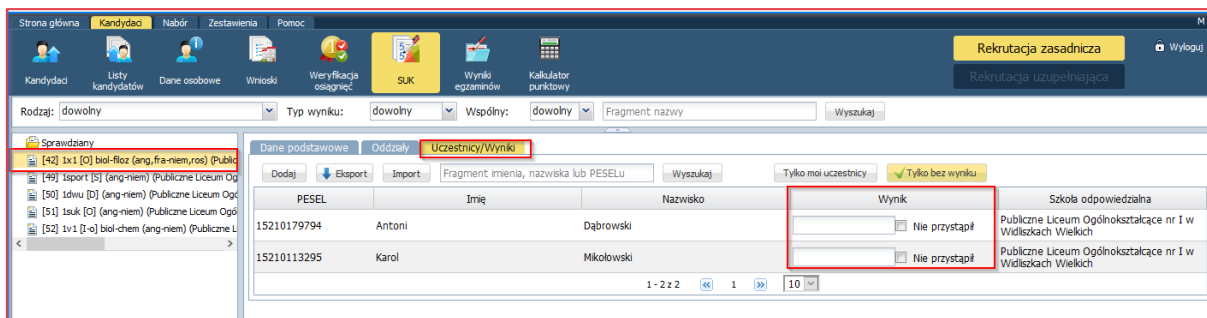 Strona główna Kandydaci Nabór Zestawienia Pomoc M
Kandydaci Listy kandydatów Dane osobowe Wnioski Weryfikacja osiągnięć SUK Wyniki egzaminów Kalkulator punktowy Rekrutacja zasadnicza Wyloguj
Rekrutacja uzupełniająca
Rodzaj: dowolny Typ wyniku: dowolny Wspólny: dowolny Fragment nazwy Wyszukaj
Sprawdziany
[42] 1x1 [O] biol-filoz (ang,fra-niem,ros) (Public
[49] 1sport [S] (ang-niem) (Publiczne Liceum Og
[50] 1dwu [D] (ang-niem) (Publiczne Liceum Ogó
[51] 1suk [O] (ang-niem) (Publiczne Liceum Ogól
[52] 1v1 [I-o] biol-chem (ang-niem) (Publiczne L
Dane podstawowe Oddziały Uczestnicy/Wyniki
Dodaj Eksport Import Fragment imienia, nazwiska lub PESELu Wyszukaj Tylko moi uczestnicy Tylko bez wyniku
PESEL Imię Nazwisko Wynik Szkoła odpowiedzialna
15210179794 Antoni Dąbrowski Nie przystąpił Publiczne Liceum Ogólnokształcące nr I w Widliszkach Wielkich
15210113295 Karol Mikołowski Nie przystąpił Publiczne Liceum Ogólnokształcące nr I w Widliszkach Wielkich
1 - 2 z 2 1 10